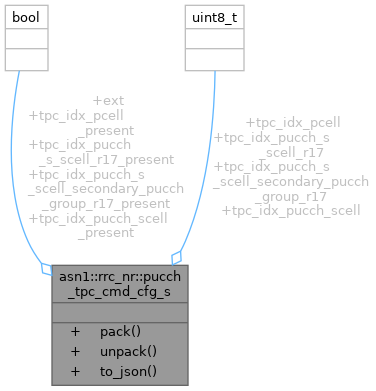 bool
uint8_t
+ext
+tpc_idx_pcell
_present
+tpc_idx_pucch
_s_scell_r17_present
+tpc_idx_pucch_s
_scell_secondary_pucch
_group_r17_present
+tpc_idx_pucch_scell
_present
+tpc_idx_pcell
+tpc_idx_pucch_s
_scell_r17
+tpc_idx_pucch_s
_scell_secondary_pucch
_group_r17
+tpc_idx_pucch_scell
asn1::rrc_nr::pucch
_tpc_cmd_cfg_s
+ pack()
+ unpack()
+ to_json()